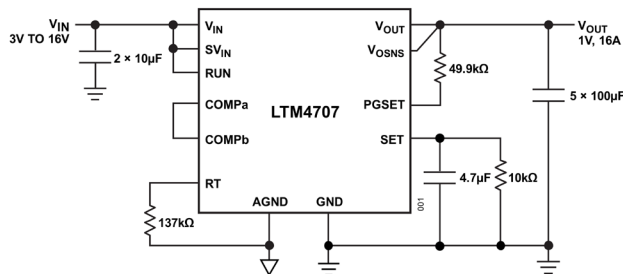 VIN
3V TO 16V
2 × 10µF
VIN
SVIN
RUN
COMPa
COMPb
RT
137kΩ
LTM4707
AGND
GND
VOUT
VOSNS
PGSET
SET
49.9kΩ
4.7µF
10kΩ
001
VOUT
1V, 16A
5 × 100µF